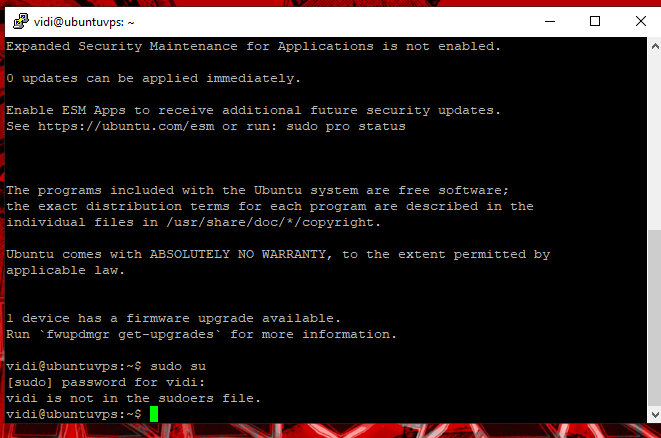 vidi@ubuntuvps: ~
Expanded Security Maintenance for Applications is not enabled.
0 updates can be applied immediately.
Enable ESM Apps to receive additional future security updates.
See https://ubuntu.com/esm or run: sudo pro status
The programs included with the Ubuntu system are free software;
the exact distribution terms for each program are described in the
individual files in /usr/share/doc/*/copyright.
Ubuntu comes with ABSOLUTELY NO WARRANTY, to the extent permitted by
applicable law.
1 device has a firmware upgrade available.
Run `fwupdmgr get-upgrades` for more information.
vidi@ubuntuvps:~$ sudo su
[sudo] password for vidi:
vidi is not in the sudoers file.
vidi@ubuntuvps:~$